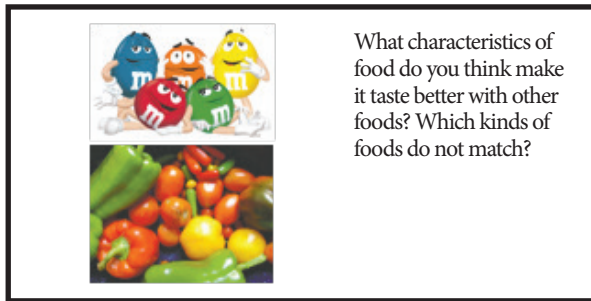 What characteristics of
food do you think make
it taste better with other
foods? Which kinds of
foods do not match?
m
m
m
m
m